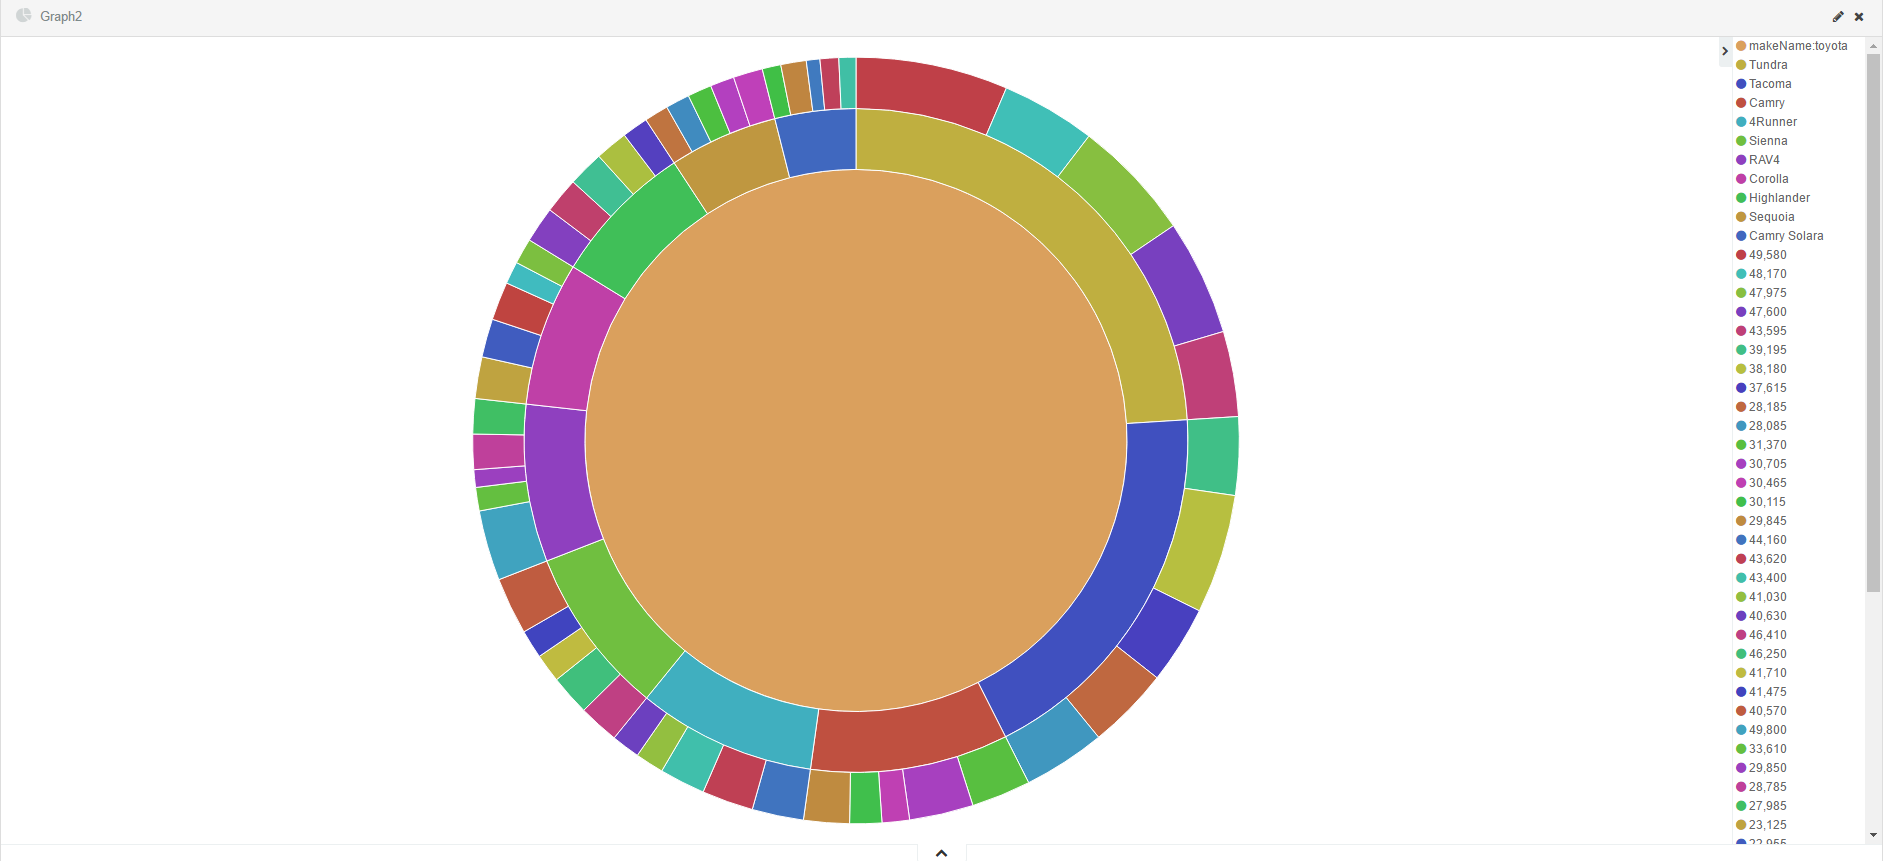 Graph2
makeName:toyota
Tundra
Tacoma
Camry
4Runner
Sienna
RAV4
Corolla
Highlander
Sequoia
Camry Solara
49,580
48,170
47,975
47,600
43,595
39,195
38,180
37,615
28,185
28,085
31,370
30,705
30,465
30,115
29,845
44,160
43,620
43,400
41,030
40,630
46,410
46,250
41,710
41,475
40,570
49,800
33,610
29,850
28,785
27,985
23,125